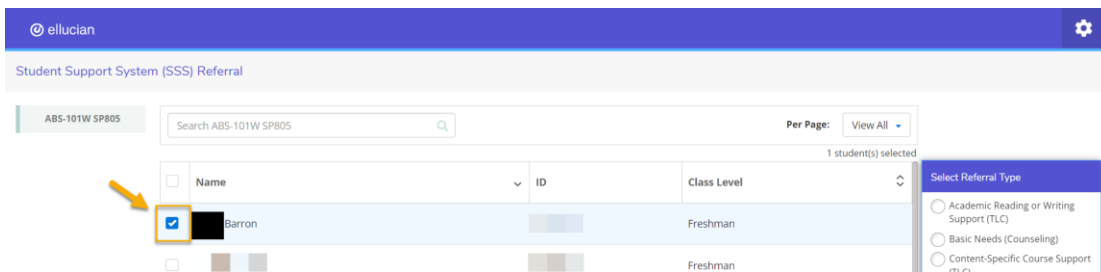 ellucian
Student Support System (SSS) Referral
ABS-101W SP805
Search ABS-101W SP805
Per Page: View All
1 student(s) selected
Name ID Class Level
Barron Freshman
Freshman
Select Referral Type
Academic Reading or Writing
Support (TLC)
Basic Needs (Counseling)
Content-Specific Course Support
(TLC)